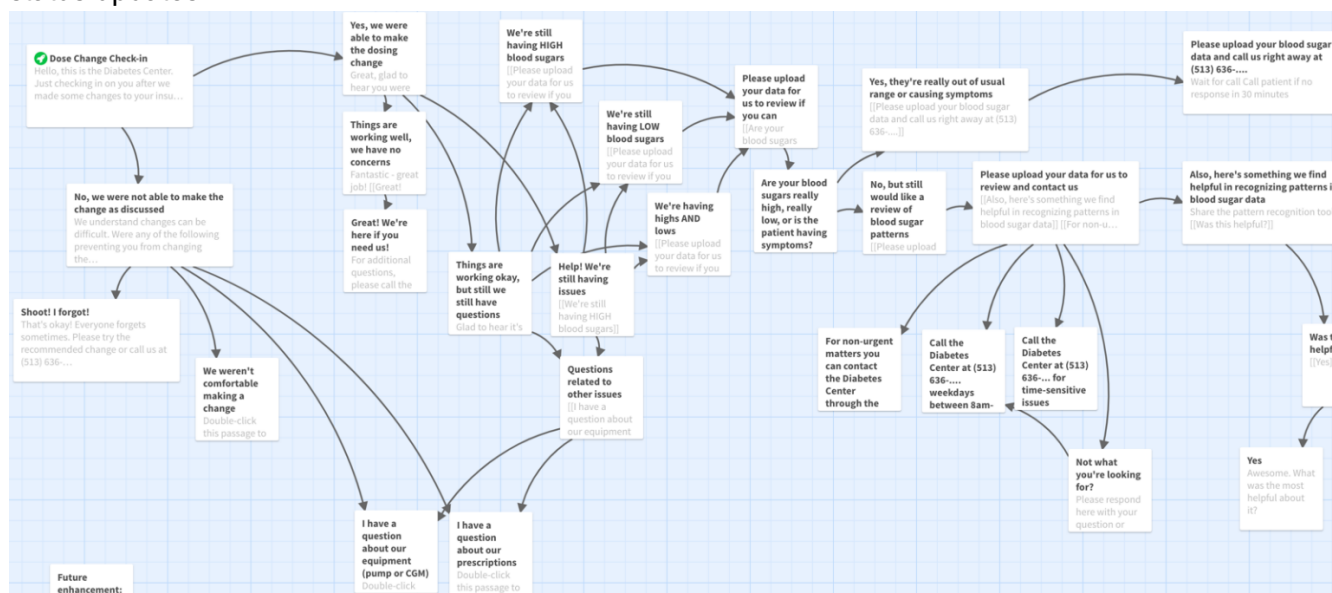 Dose Change Check-in
Hello, this is the Diabetes Center.
Just checking in on you after we
made some changes to your insu...
Yes, we were
able to make
the dosing
change
Great, glad to
hear you were
Things are
working well,
we have no
concerns
Fantastic - great
job! [[Great!
Great! We're
here if you
need us!
For additional
questions,
please call the
No, we were not able to make the
change as discussed
We understand changes can be
difficult. Were any of the following
preventing you from changing
the...
Shoot! I forgot!
That's okay! Everyone forgets
sometimes. Please try the
recommended change or call us at
(513) 636-...
We weren't
comfortable
making a
change
Double-click
this passage to
We're still
having HIGH
blood sugars
[[Please upload
your data for us
to review if you
We're still
having LOW
blood sugars
[[Please upload
your data for us
to review if you
We're having
highs AND
lows
[[Please upload
your data for us
to review if you
Things are
working okay,
but still we
still have
questions
Glad to hear it's
Help! We're
still having
issues
[[We're still
having HIGH
blood sugars]]
Questions
related to
other issues
[[I have a
question about
our equipment
I have a
question
about our
equipment
(pump or CGM)
Double-click
I have a
question
about our
prescriptions
Double-click
this passage to
Please upload
your data for
us to review if
you can
[[Are your
blood sugars
Are your blood
sugars really
high, really
low, or is the
patient having
symptoms?
Yes, they're really out of usual
range or causing symptoms
[[Please upload your blood sugar
data and call us right away at (513)
636-....]]
No, but still
would like a
review of
blood sugar
patterns
[[Please upload
Please upload your blood sugar
data and call us right away at
(513) 636-....
Wait for call Call patient if no
response in 30 minutes
Please upload your data for us to
review and contact us
[[Also, here's something we find
helpful in recognizing patterns in
blood sugar data]] [[For non-u...
Also, here's something we find
helpful in recognizing patterns i
blood sugar data
Share the pattern recognition too
[[Was this helpful?]]
For non-urgent
matters you
can contact
the Diabetes
Center
through the
Call the
Diabetes
Center at (513)
636-....
weekdays
between 8am-
Call the
Diabetes
Center at (513)
636-... for
time-sensitive
issues
Not what
you're looking
for?
Please respond
here with your
question or
Was t
helpf
[[Yes]
Yes
Awesome. What
was the most
helpful about
it?
Future
enhancement: